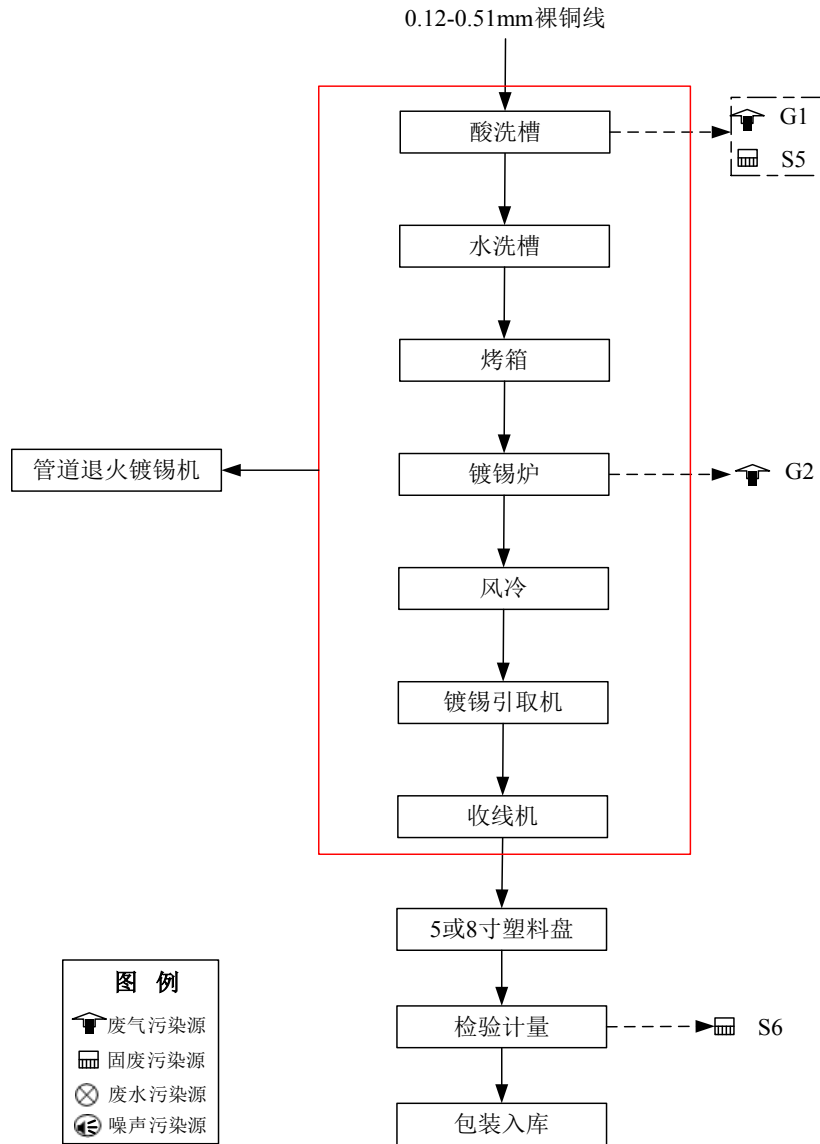 0.12-0.51mm裸铜线
酸洗槽
G1
S5
水洗槽
烤箱
管道退火镀锡机
镀锡炉
G2
风冷
镀锡引取机
收线机
5或8寸塑料盘
检验计量
S6
包装入库
图 例
废气污染源
固废污染源
废水污染源
噪声污染源